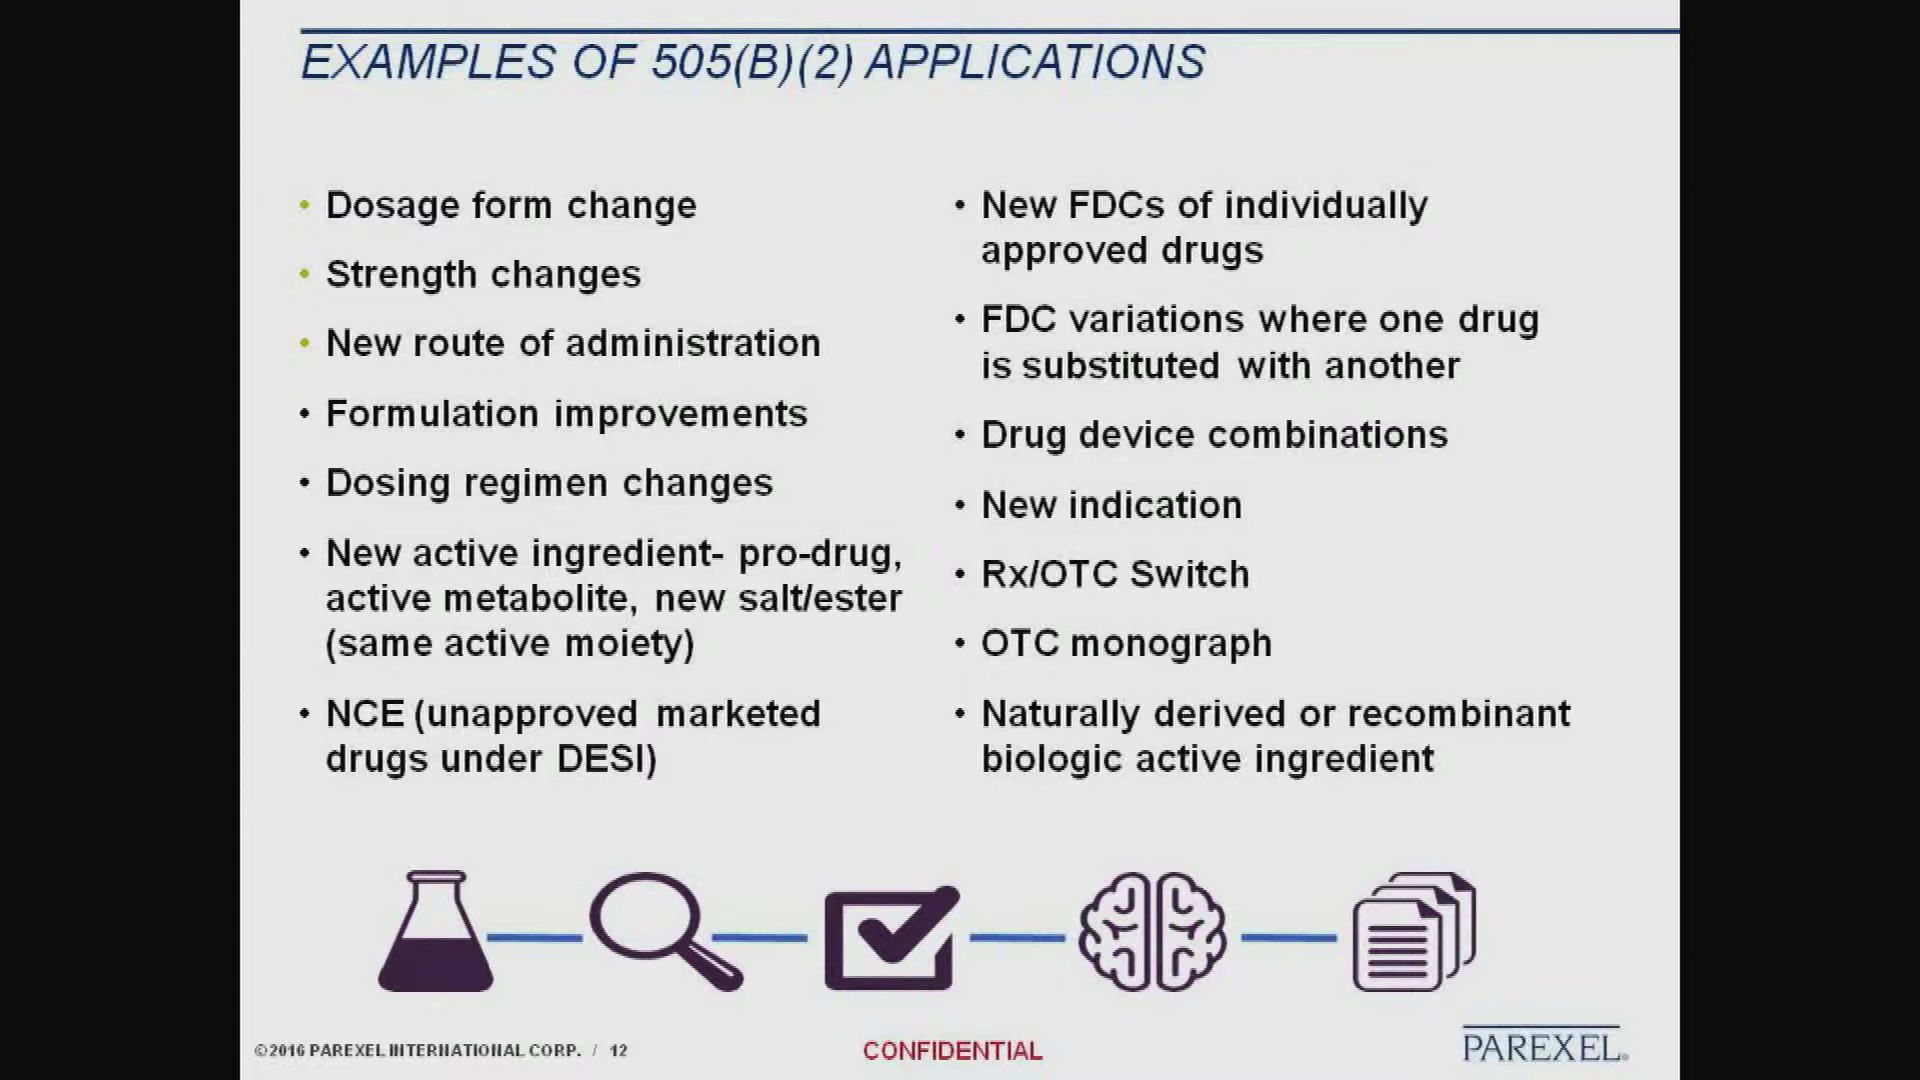 EXAMPLES OF 505(B)(2) APPLICATIONS
• Dosage form change
• Strength changes
• New route of administration
• Formulation improvements
• Dosing regimen changes
• New active ingredient- pro-drug,
active metabolite, new salt/ester
(same active moiety)
• NCE (unapproved marketed
drugs under DESI)
• New FDCs of individually
approved drugs
• FDC variations where one drug
is substituted with another
• Drug device combinations
• New indication
• Rx/OTC Switch
• OTC monograph
• Naturally derived or recombinant
biologic active ingredient
©2016 PAREXEL INTERNATIONAL CORP. / 12
CONFIDENTIAL
PAREXEL®